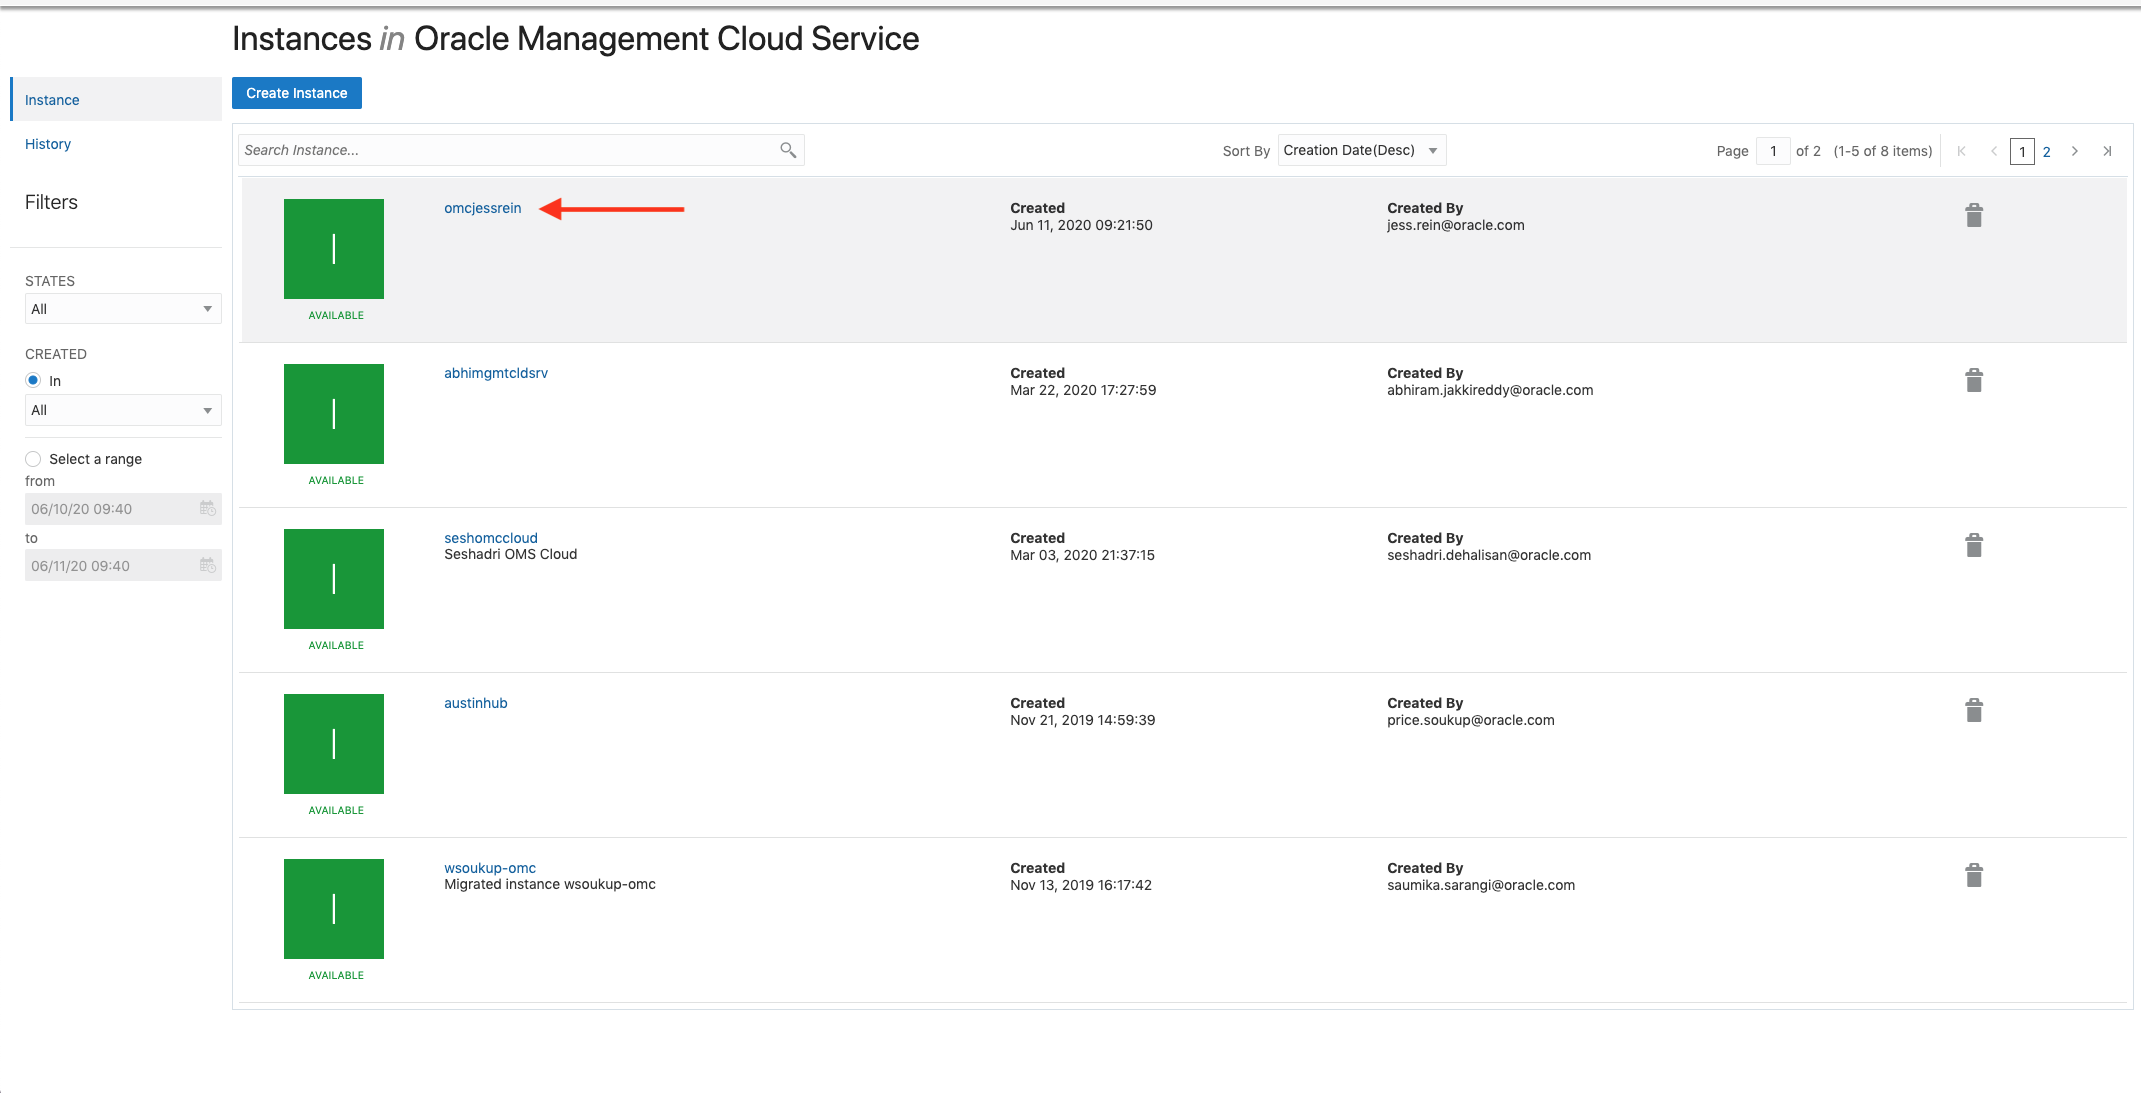 Instances in Oracle Management Cloud Service
Instance
History
Filters
STATES
All
CREATED
In
All
Select a range
from
06/10/20 09:40
to
06/11/20 09:40
Create Instance
Search Instance...
Sort By Creation Date(Desc)
Page 1 of 2 (1-5 of 8 items) 1 2
I
AVAILABLE
omcjessrein
Created
Jun 11, 2020 09:21:50
Created By
jess.rein@oracle.com
I
AVAILABLE
abhimgmtcldsrv
Created
Mar 22, 2020 17:27:59
Created By
abhiram.jakkireddy@oracle.com
I
AVAILABLE
seshomccloud
Seshadri OMS Cloud
Created
Mar 03, 2020 21:37:15
Created By
seshadri.dehalisan@oracle.com
I
AVAILABLE
austinhub
Created
Nov 21, 2019 14:59:39
Created By
price.soukup@oracle.com
I
AVAILABLE
wsoukup-omc
Migrated instance wsoukup-omc
Created
Nov 13, 2019 16:17:42
Created By
saumika.sarangi@oracle.com